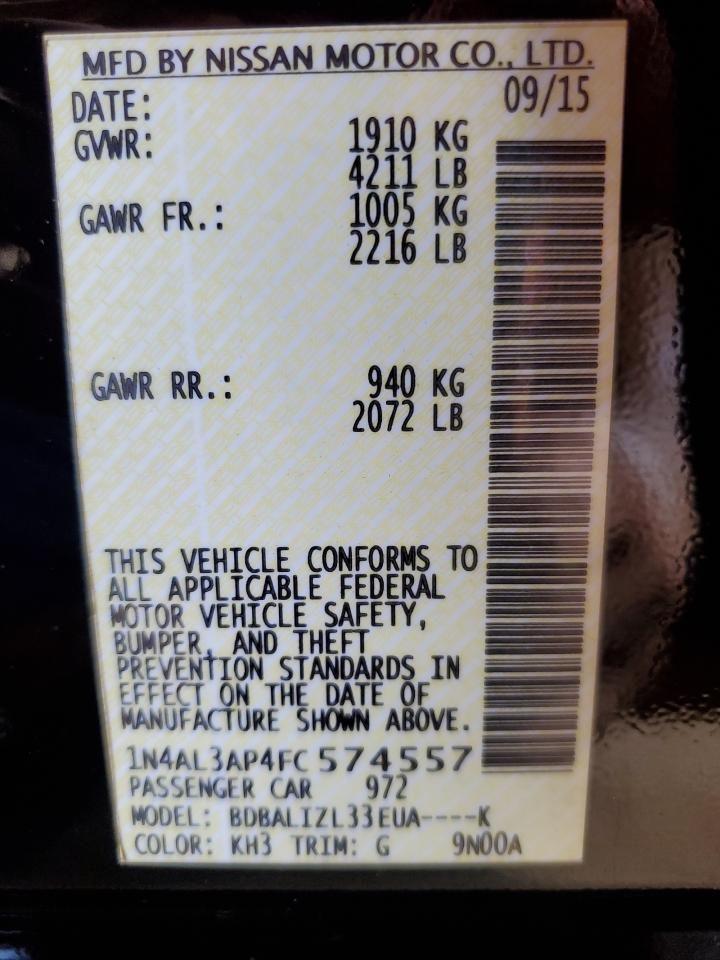 MFD BY NISSAN MOTOR CO., LTD.
DATE: 09/15
GVWR: 1910 KG
4211 LB
GAWR FR.: 1005 KG
2216 LB
GAWR RR.: 940 KG
2072 LB
THIS VEHICLE CONFORMS TO
ALL APPLICABLE FEDERAL
MOTOR VEHICLE SAFETY,
BUMPER, AND THEFT
PREVENTION STANDARDS IN
EFFECT ON THE DATE OF
MANUFACTURE SHOWN ABOVE.
1N4AL3AP4FC574557
PASSENGER CAR 972
MODEL: BDBALIZL33EUA----K
COLOR: KH3 TRIM: G 9N00A